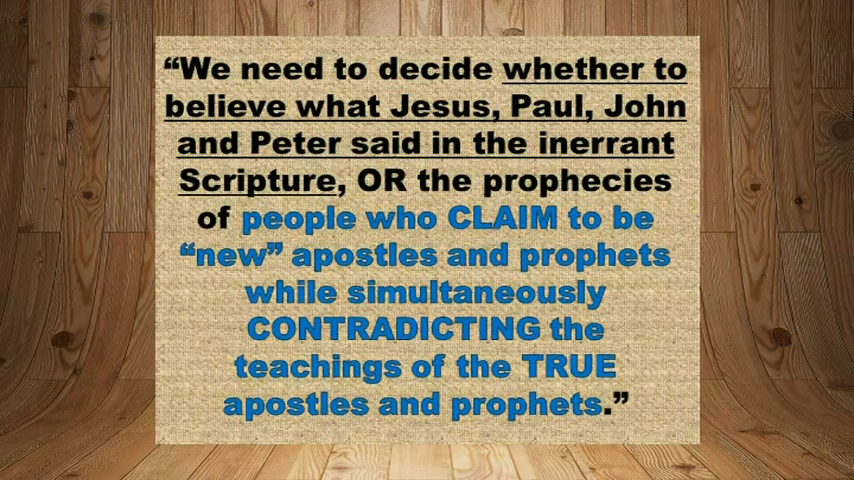 “We need to decide whether to
believe what Jesus, Paul, John
and Peter said in the inerrant
Scripture, OR the prophecies
of people who CLAIM to be
“new” apostles and prophets
while simultaneously
CONTRADICTING the
teachings of the TRUE
apostles and prophets.”